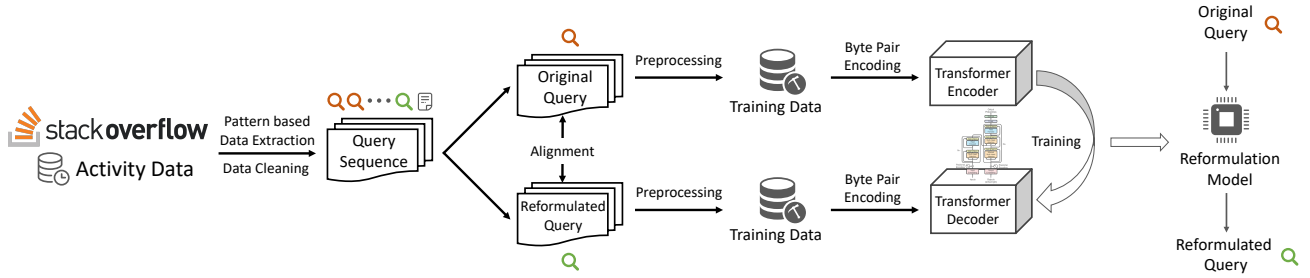 stackoverflow
Activity Data
Pattern based
Data Extraction
Data Cleaning
Query
Sequence
Original
Query
Alignment
Reformulated
Query
Preprocessing
Training Data
Byte Pair
Encoding
Transformer
Encoder
Preprocessing
Training Data
Byte Pair
Encoding
Transformer
Decoder
Training
Original
Query
Reformulation
Model
Reformulated
Query